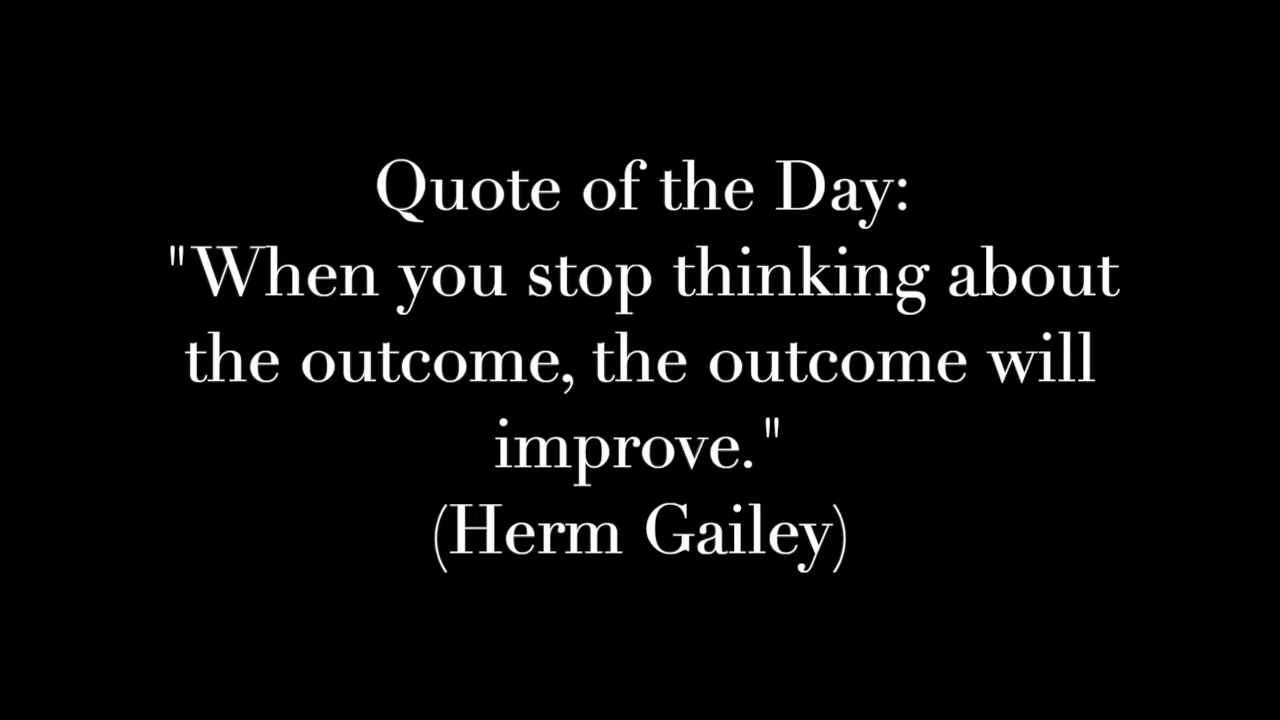 Quote of the Day:
"When you stop thinking about
the outcome, the outcome will
improve."
(Herm Gailey)